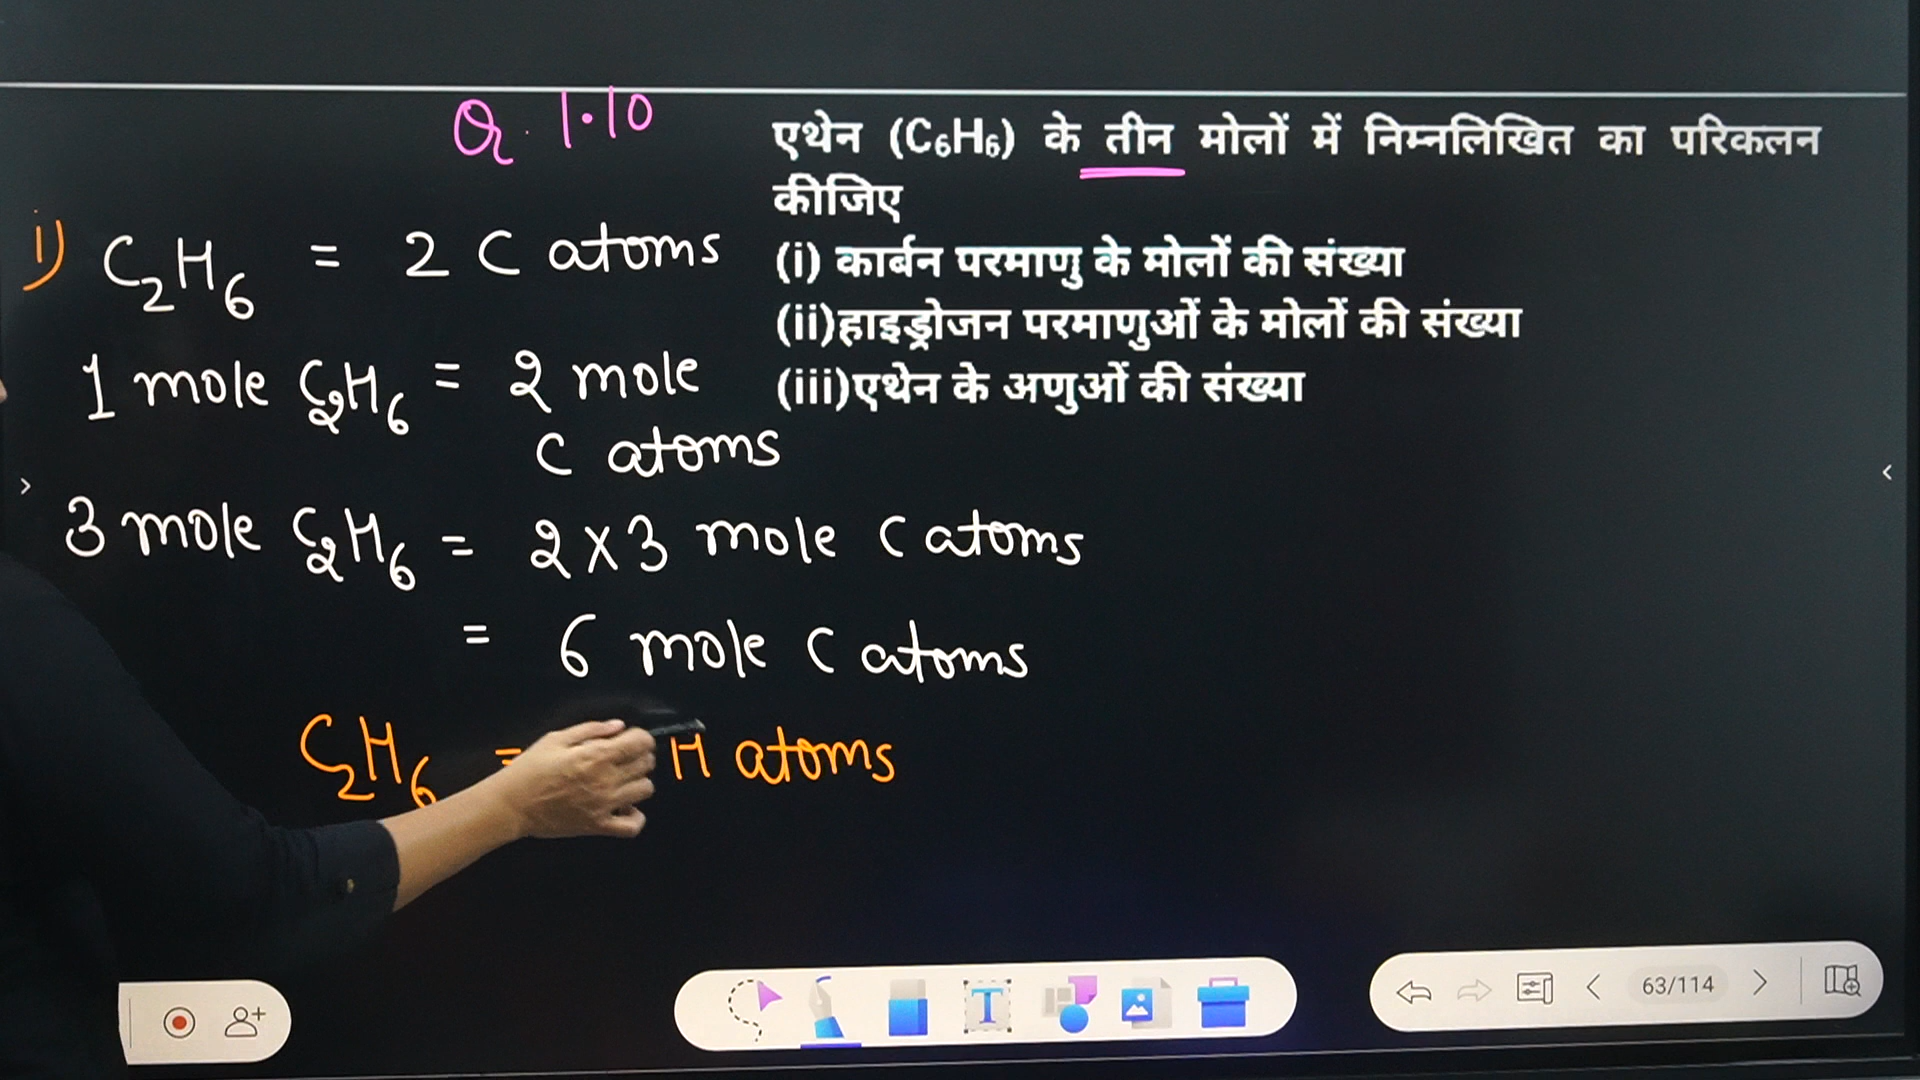 Q. 1.10
एथेन (C₆H₆) के तीन मोलों में निम्नलिखित का परिकलन
कीजिए
(i) कार्बन परमाणु के मोलों की संख्या
(ii)हाइड्रोजन परमाणुओं के मोलों की संख्या
(iii)एथेन के अणुओं की संख्या
i) C₂H₆ = 2 C atoms
1 mole C₂H₆ = 2 mole
C atoms
3 mole C₂H₆ = 2 X 3 mole C atoms
= 6 mole C atoms
C₂H₆ = H atoms
63/114